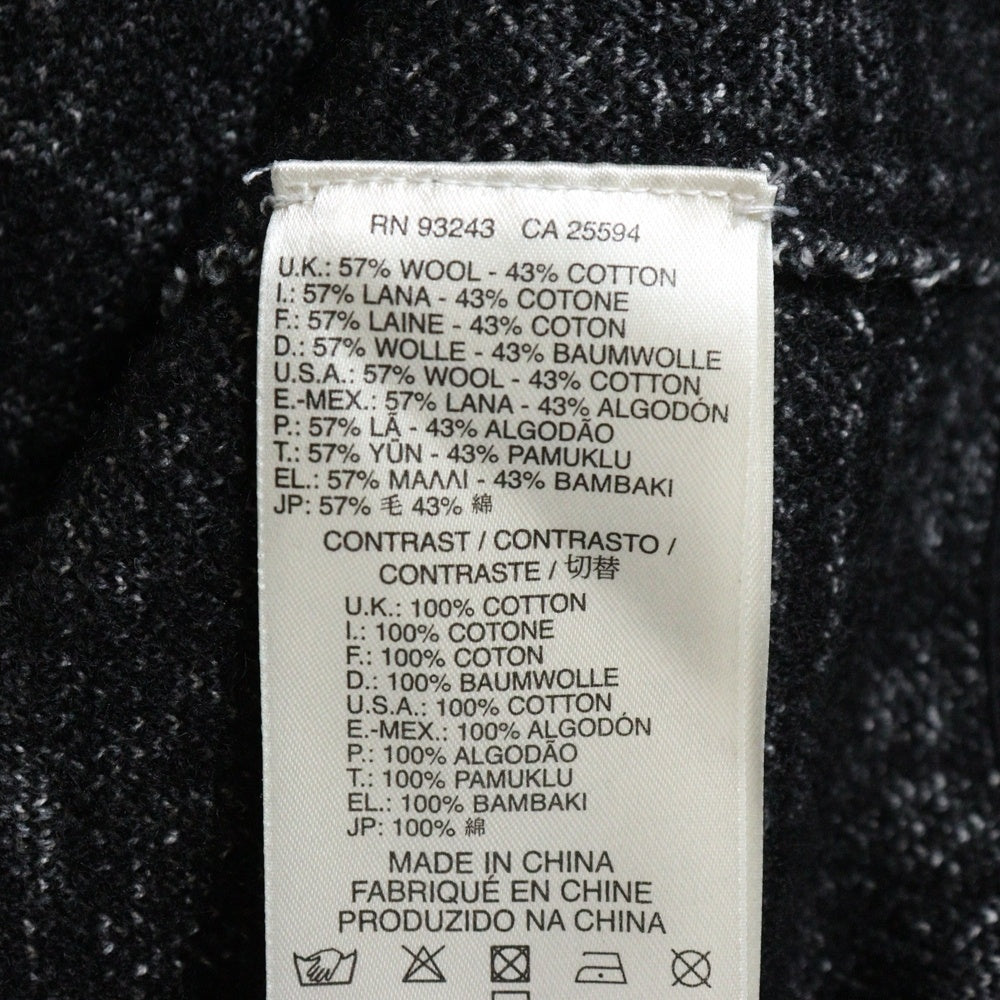 RN 93243 CA 25594
U.K.: 57% WOOL - 43% COTTON
I.: 57% LANA - 43% COTONE
F.: 57% LAINE - 43% COTON
D.: 57% WOLLE - 43% BAUMWOLLE
U.S.A.: 57% WOOL - 43% COTTON
E.-MEX.: 57% LANA - 43% ALGODÓN
P.: 57% LÃ - 43% ALGODÃO
T.: 57% YŪN - 43% PAMUKLU
EL.: 57% ΜΑΛΛΙ - 43% BAMBAKI
JP: 57% 毛 43% 綿
CONTRAST / CONTRASTO /
CONTRASTE / 切替
U.K.: 100% COTTON
I.: 100% COTONE
F.: 100% COTON
D.: 100% BAUMWOLLE
U.S.A.: 100% COTTON
E.-MEX.: 100% ALGODÓN
P.: 100% ALGODÃO
T.: 100% PAMUKLU
EL.: 100% BAMBAKI
JP: 100% 綿
MADE IN CHINA
FABRIQUÉ EN CHINE
PRODUZIDO NA CHINA